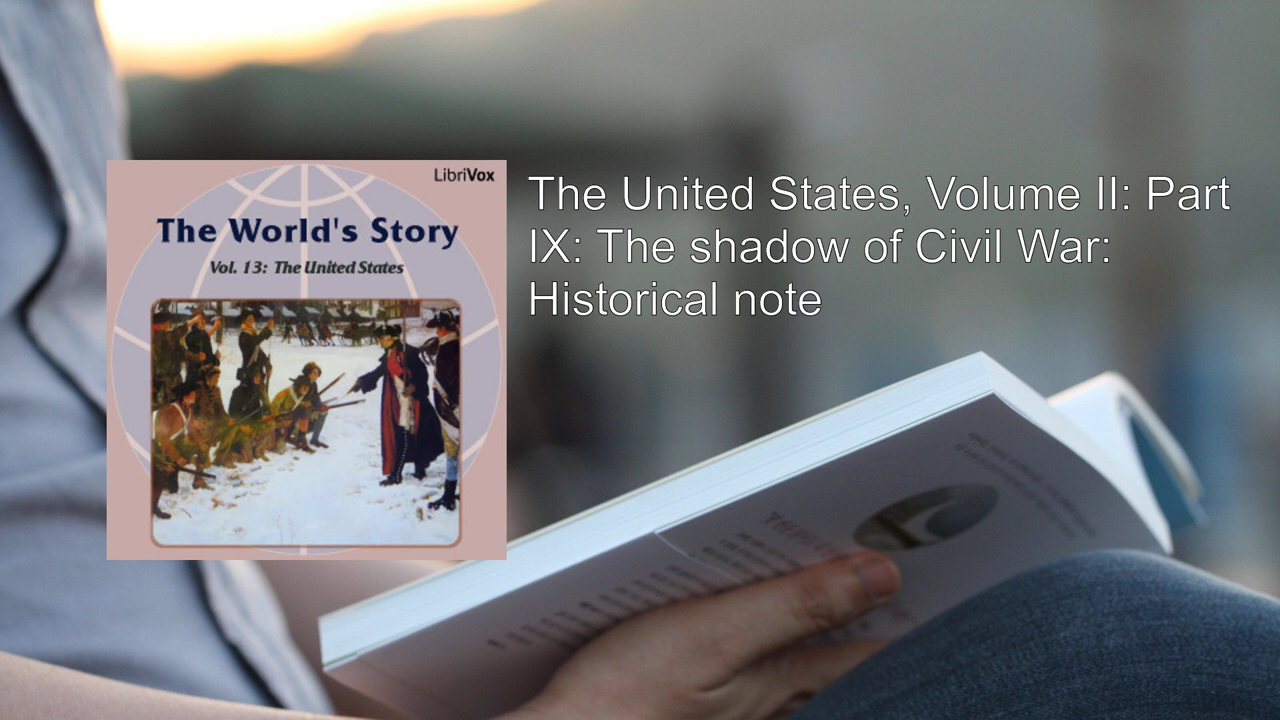 LibriVox
The World's Story
Vol. 13: The United States
The United States, Volume II: Part
IX: The shadow of Civil War:
Historical note